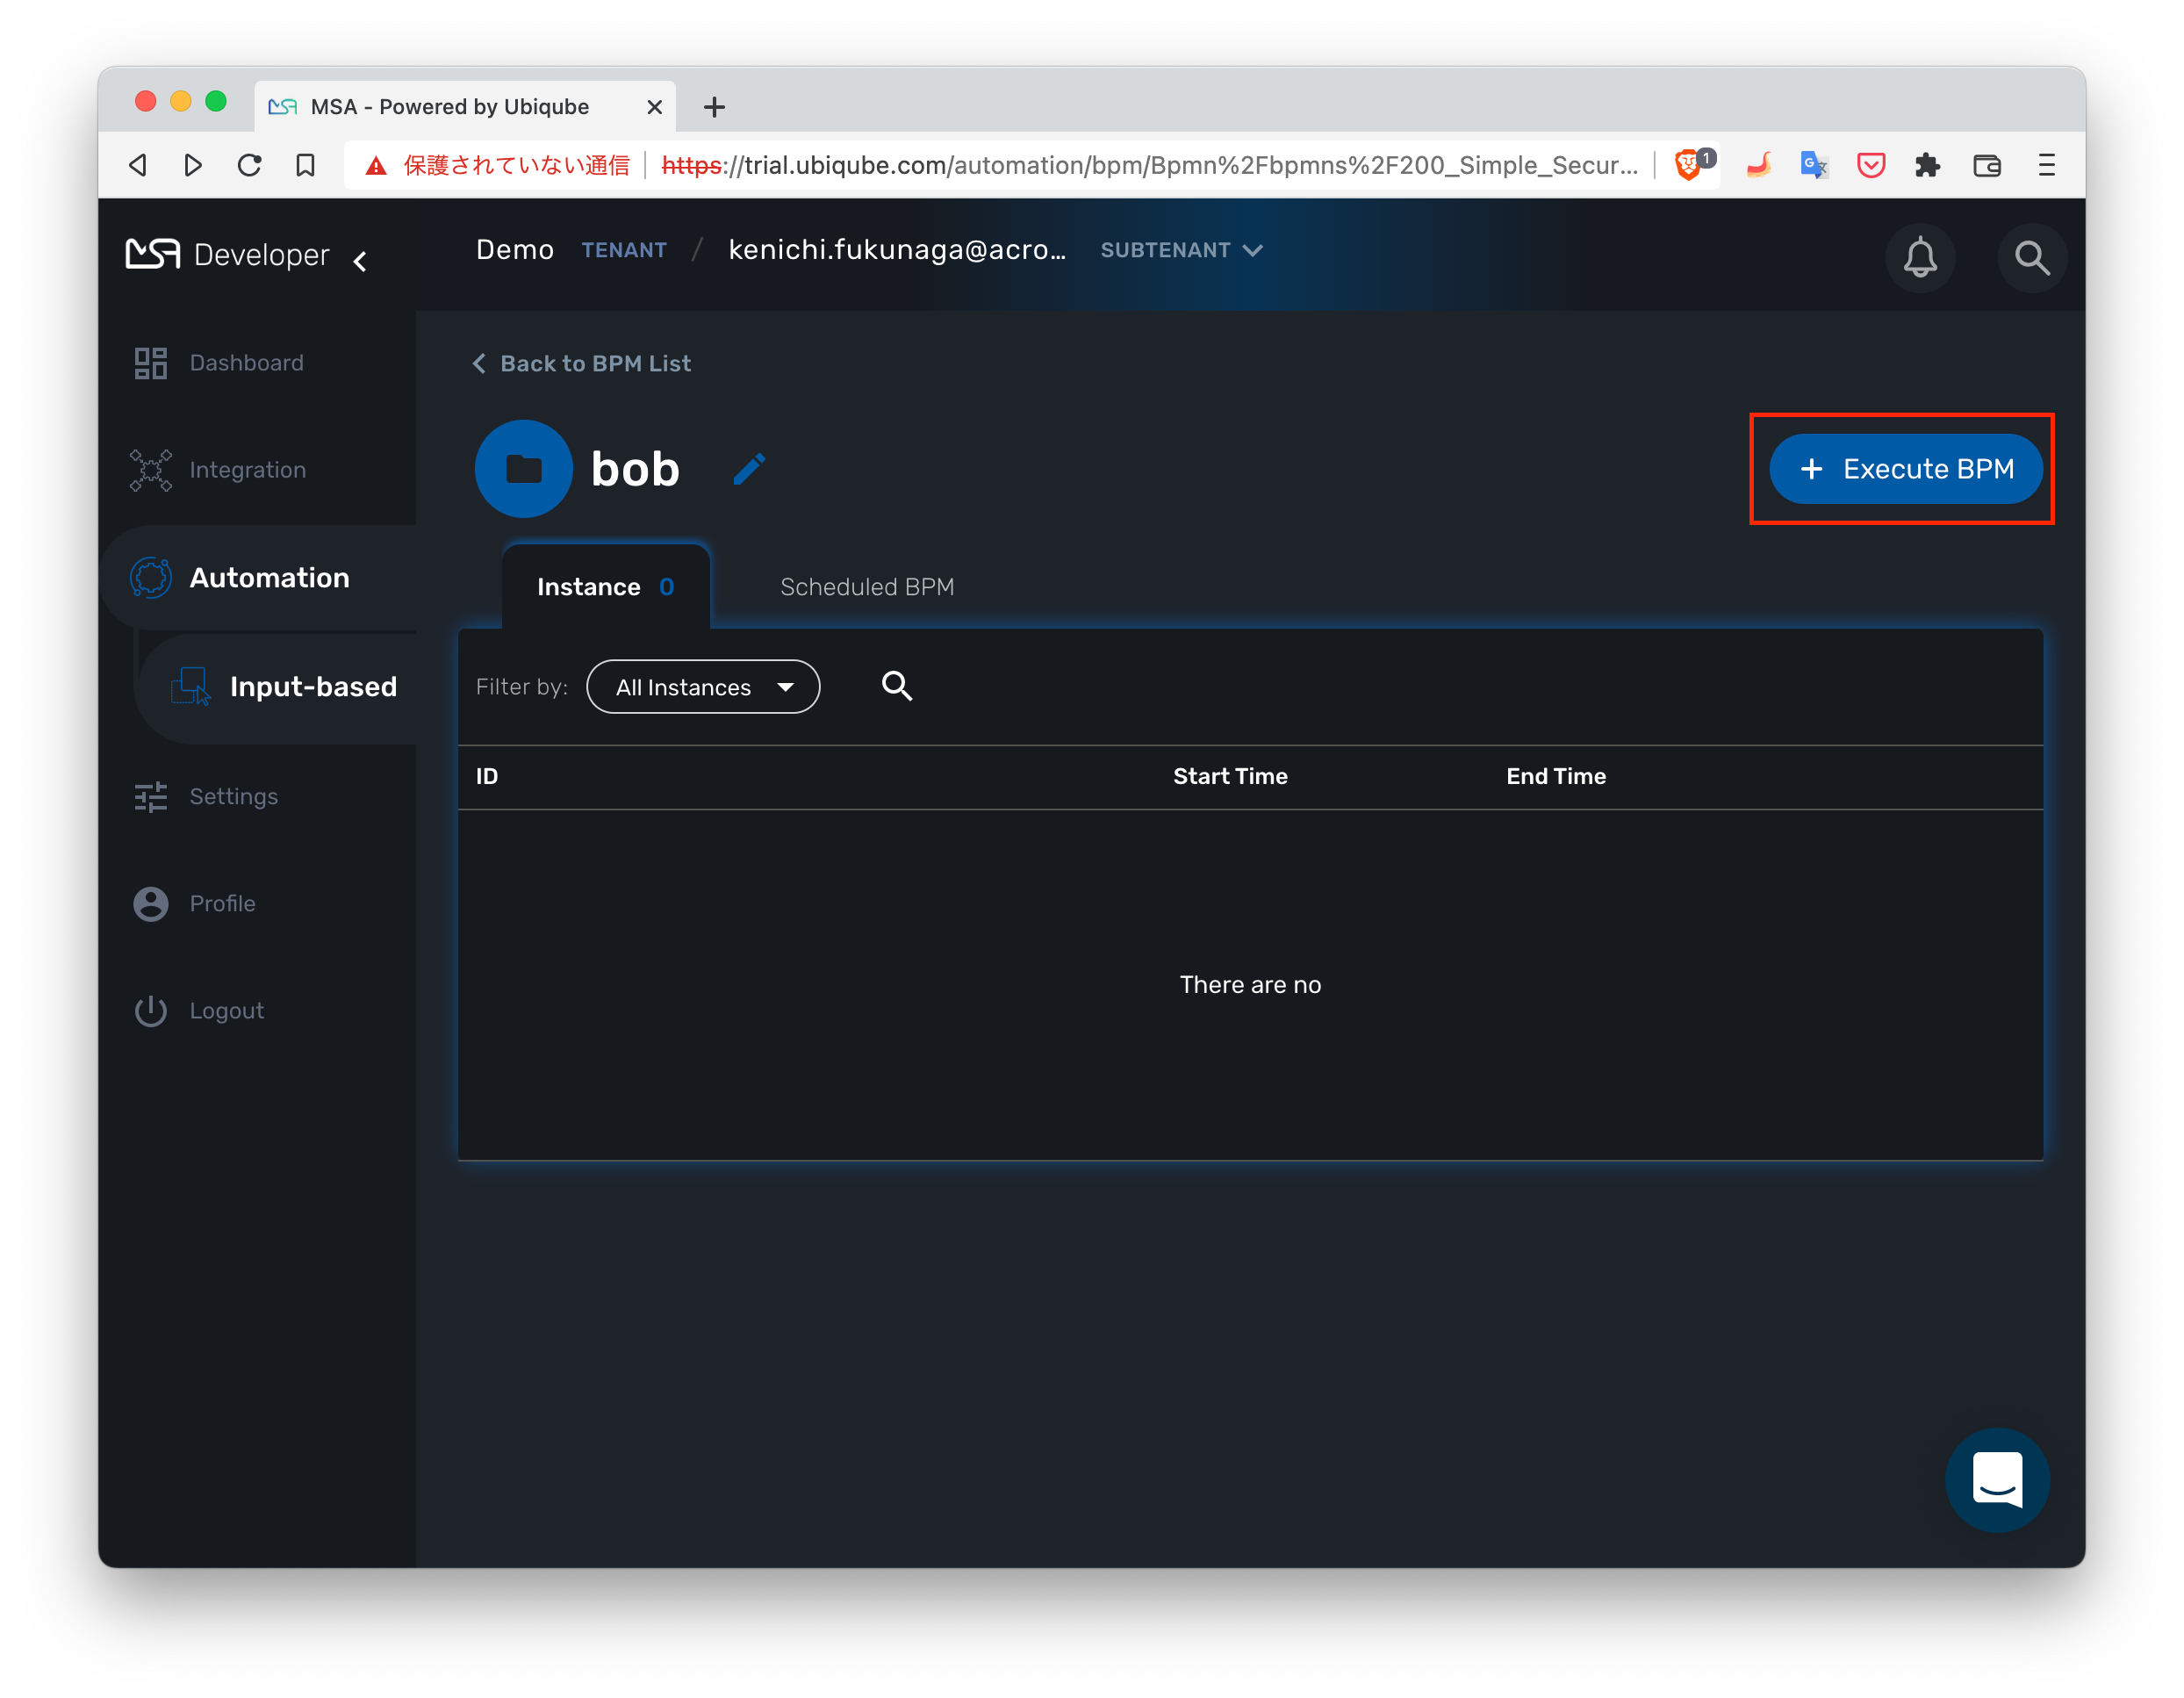 MSA - Powered by Ubiqube
保護されていない通信 https://trial.ubiqube.com/automation/bpm/Bpmn%2Fbpmns%2F200_Simple_Secur... 1
MSA Developer
Demo TENANT / kenichi.fukunaga@acro... SUBTENANT
Dashboard
Integration
Automation
Input-based
Settings
Profile
Logout
Back to BPM List
bob
+ Execute BPM
Instance 0
Scheduled BPM
Filter by: All Instances
ID Start Time End Time
There are no